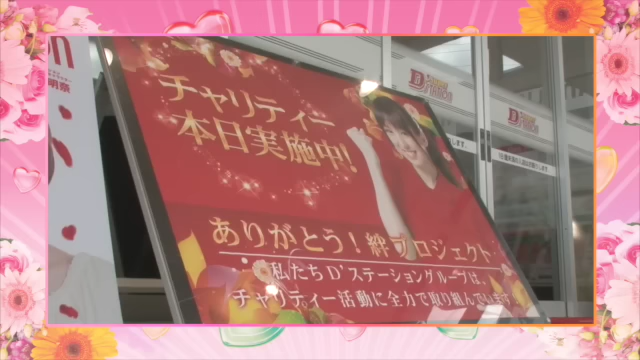 チャリティー
本日実施中!
ありがとう!絆プロジェクト
私たちD'ステーショングループは、
チャリティー活動に全力で取り組んでいます